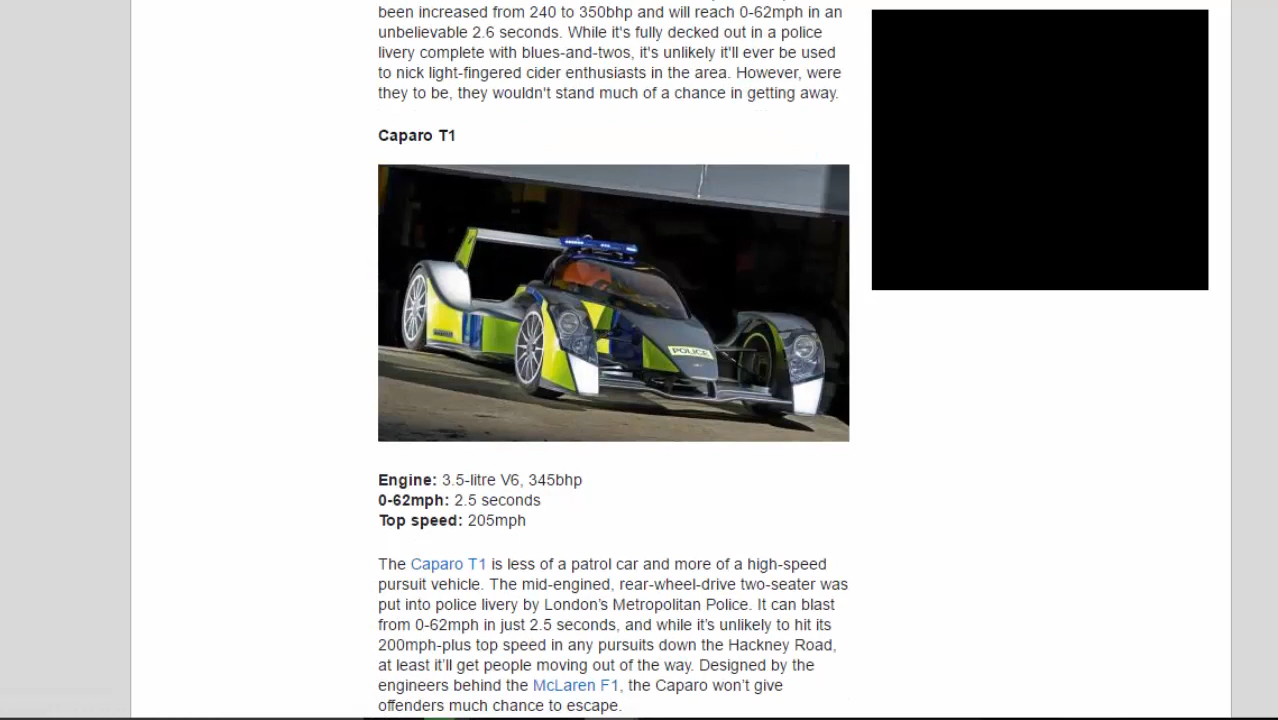 been increased from 240 to 350bhp and will reach 0-62mph in an
unbelievable 2.6 seconds. While it's fully decked out in a police
livery complete with blues-and-twos, it's unlikely it'll ever be used
to nick light-fingered cider enthusiasts in the area. However, were
they to be, they wouldn't stand much of a chance in getting away.
Caparo T1
POLICE
Engine: 3.5-litre V6, 345bhp
0-62mph: 2.5 seconds
Top speed: 205mph
The Caparo T1 is less of a patrol car and more of a high-speed
pursuit vehicle. The mid-engined, rear-wheel-drive two-seater was
put into police livery by London’s Metropolitan Police. It can blast
from 0-62mph in just 2.5 seconds, and while it’s unlikely to hit its
200mph-plus top speed in any pursuits down the Hackney Road,
at least it’ll get people moving out of the way. Designed by the
engineers behind the McLaren F1, the Caparo won’t give
offenders much chance to escape.